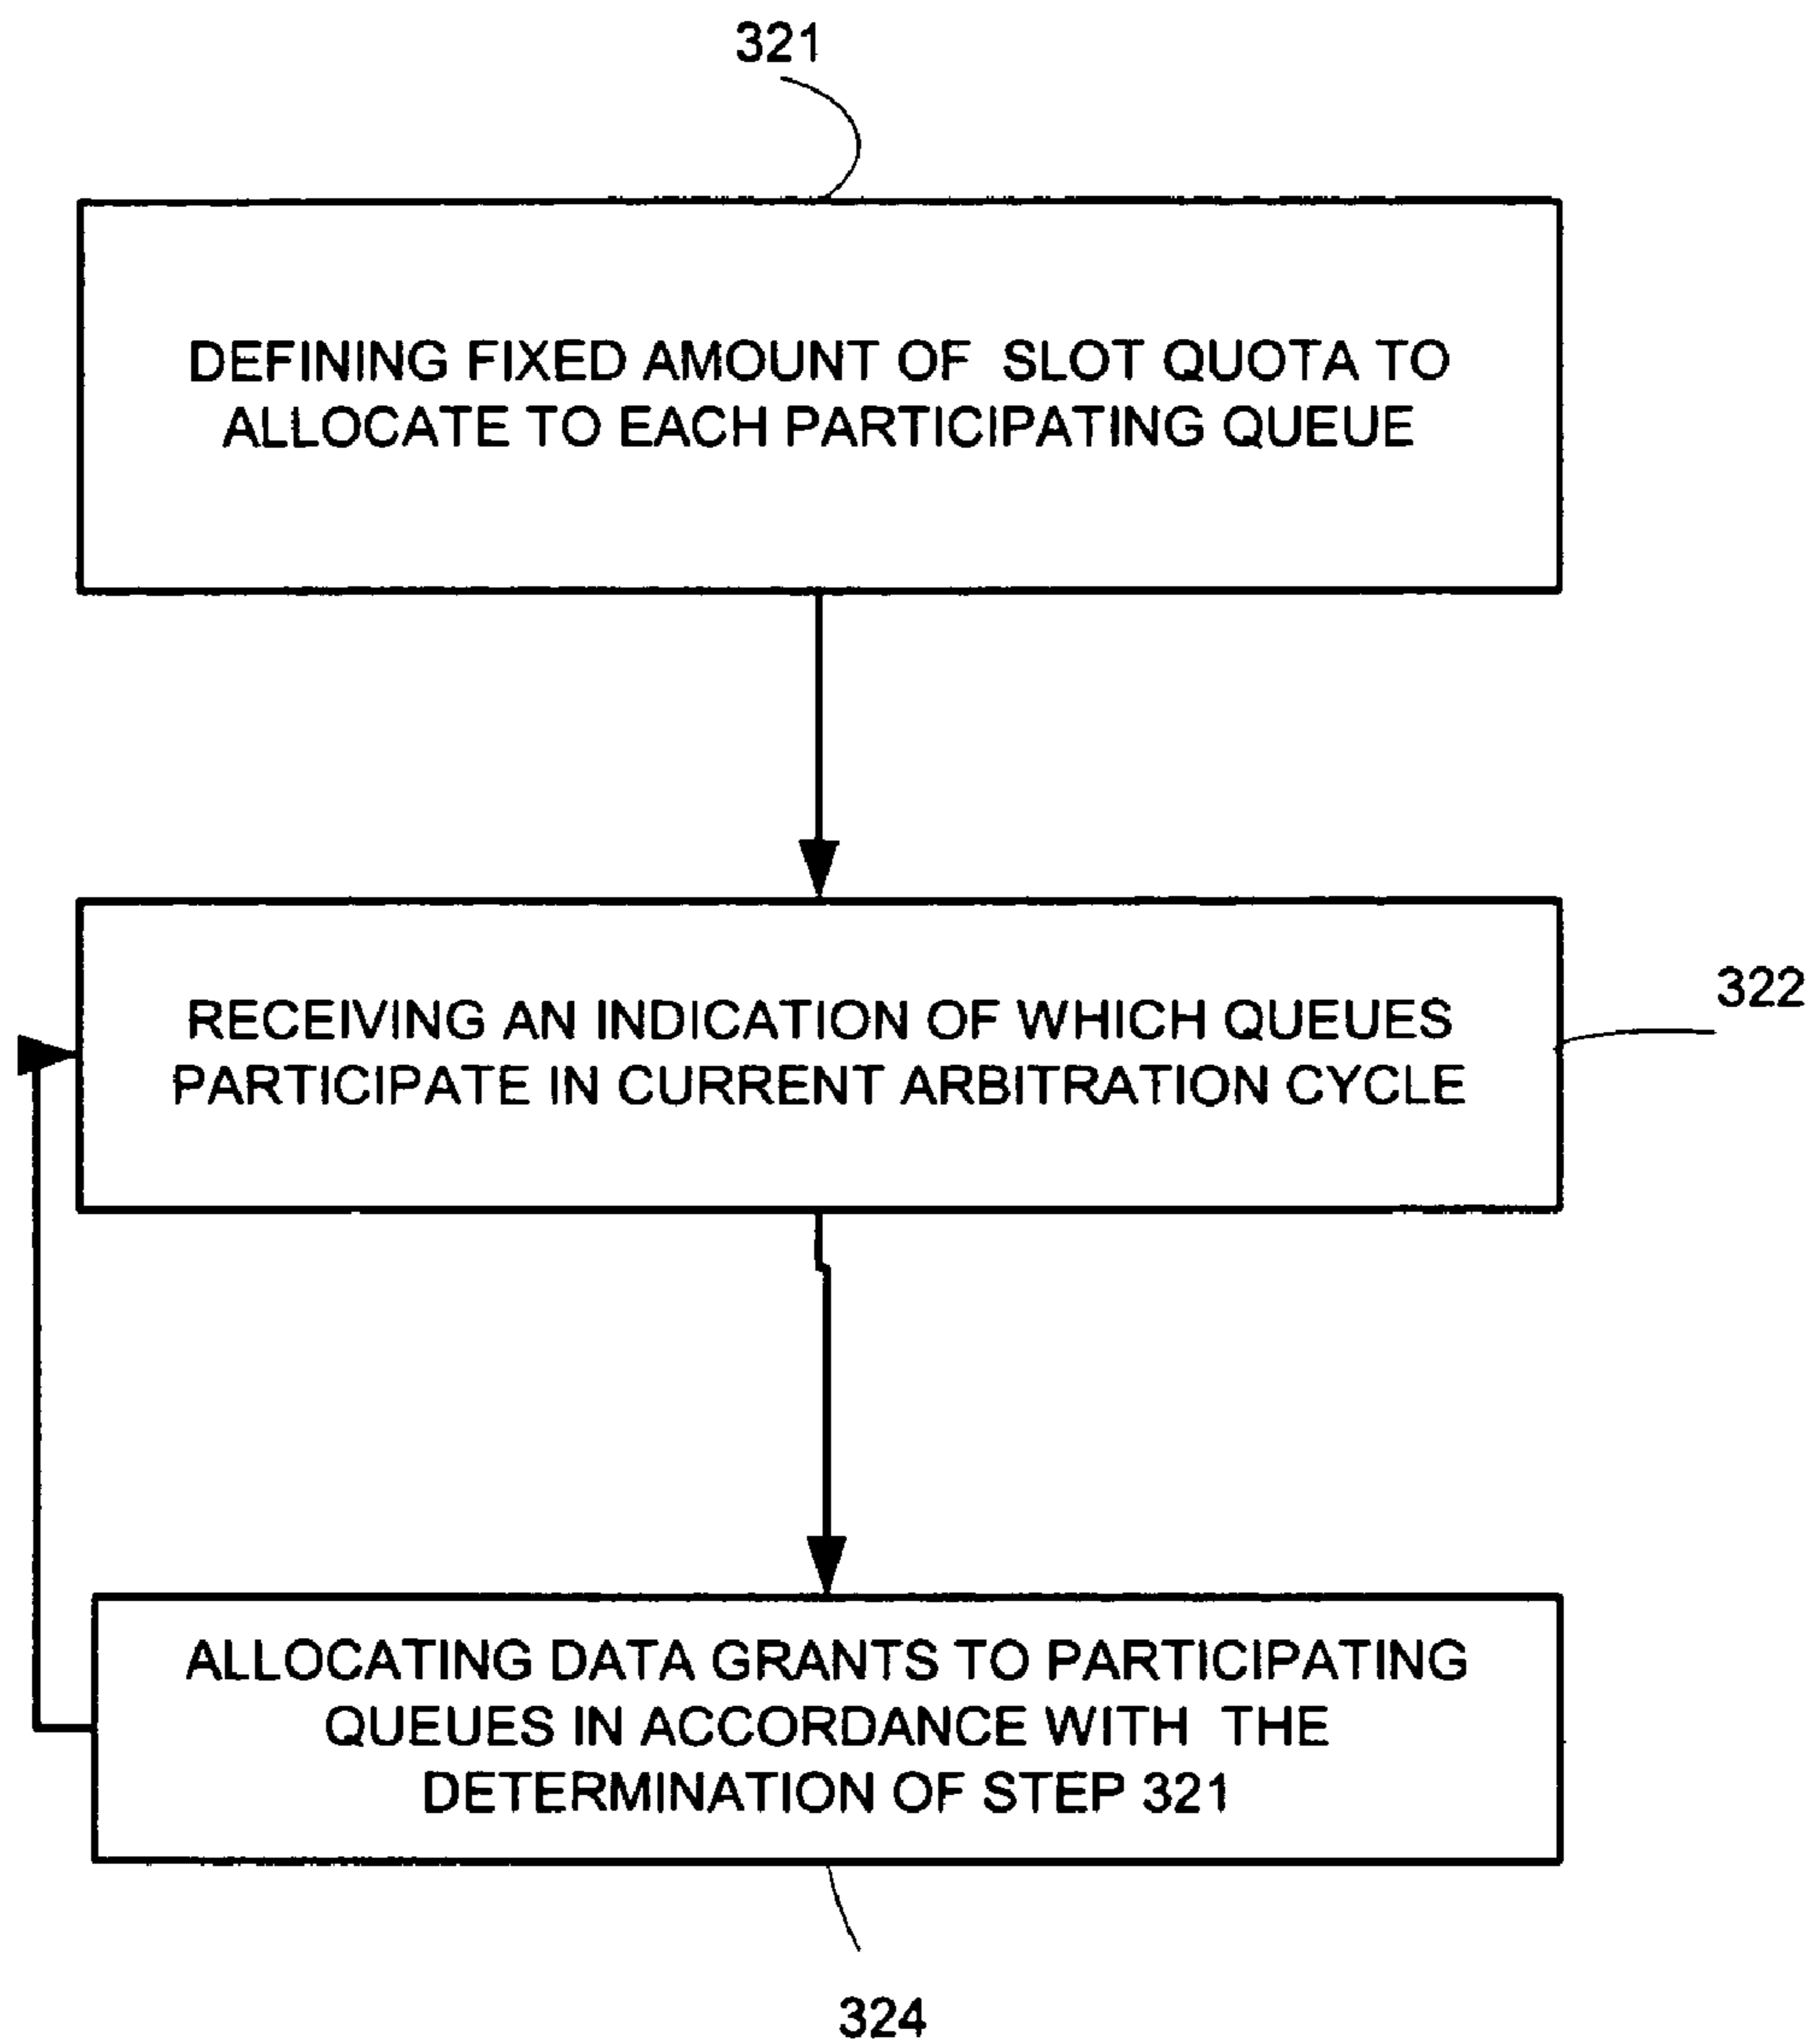 321
DEFINING FIXED AMOUNT OF SLOT QUOTA TO
ALLOCATE TO EACH PARTICIPATING QUEUE
RECEIVING AN INDICATION OF WHICH QUEUES
PARTICIPATE IN CURRENT ARBITRATION CYCLE
322
ALLOCATING DATA GRANTS TO PARTICIPATING
QUEUES IN ACCORDANCE WITH THE
DETERMINATION OF STEP 321
324